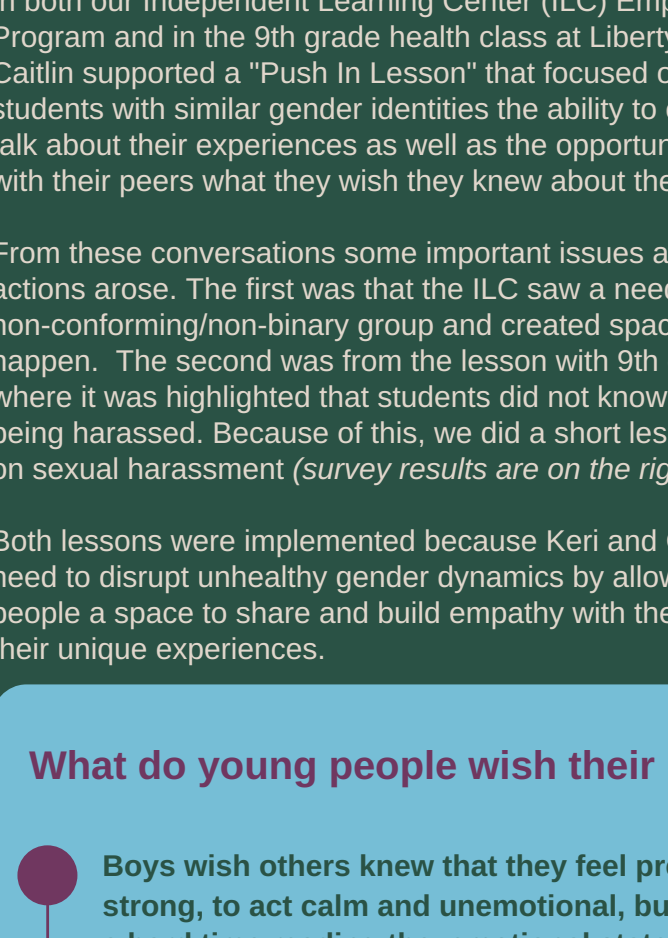 in both our Independent Learning Center (ILC) Emp
Program and in the 9th grade health class at Liberty
Caitlin supported a "Push In Lesson" that focused o
students with similar gender identities the ability to
talk about their experiences as well as the opportun
with their peers what they wish they knew about the
From these conversations some important issues a
actions arose. The first was that the ILC saw a need
non-conforming/non-binary group and created spac
happen. The second was from the lesson with 9th
where it was highlighted that students did not know
being harassed. Because of this, we did a short les
on sexual harassment (survey results are on the rig
Both lessons were implemented because Keri and
need to disrupt unhealthy gender dynamics by allow
people a space to share and build empathy with the
their unique experiences.
What do young people wish their
Boys wish others knew that they feel pre
strong, to act calm and unemotional, bu